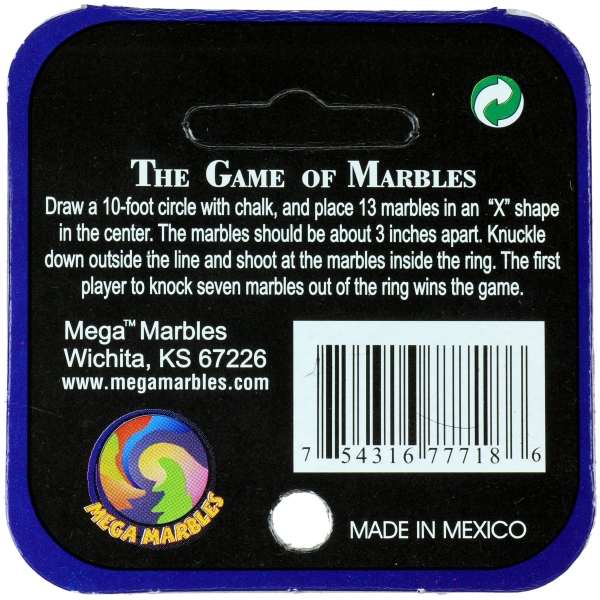 THE GAME OF MARBLES
Draw a 10-foot circle with chalk, and place 13 marbles in an "X" shape
in the center. The marbles should be about 3 inches apart. Knuckle
down outside the line and shoot at the marbles inside the ring. The first
player to knock seven marbles out of the ring wins the game.
Mega™ Marbles
Wichita, KS 67226
www.megamarbles.com
7 54316 77718 6
MEGA MARBLES
MADE IN MEXICO